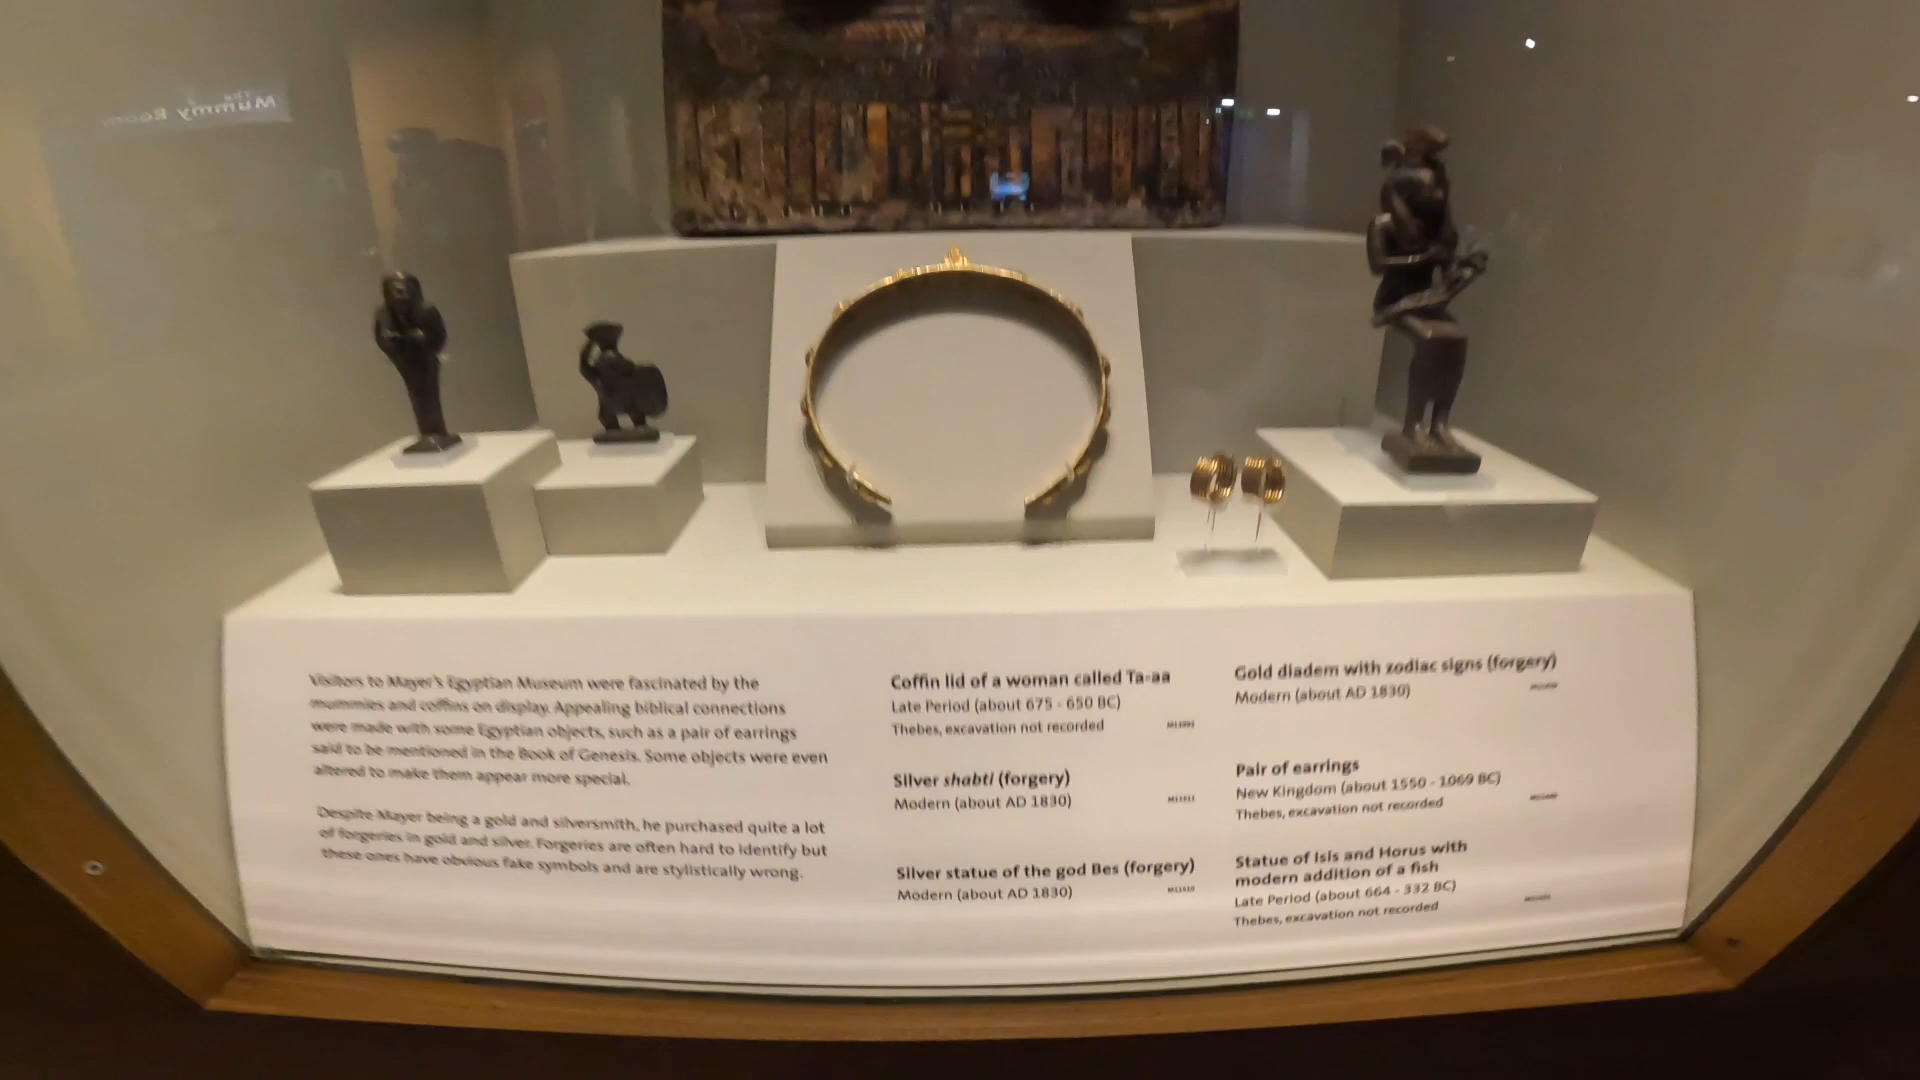 The
Mummy Room
Visitors to Mayer's Egyptian Museum were fascinated by the
mummies and coffins on display. Appealing biblical connections
were made with some Egyptian objects, such as a pair of earrings
said to be mentioned in the Book of Genesis. Some objects were even
altered to make them appear more special.
Despite Mayer being a gold and silversmith, he purchased quite a lot
of forgeries in gold and silver. Forgeries are often hard to identify but
these ones have obvious fake symbols and are stylistically wrong.
Coffin lid of a woman called Ta-aa
Late Period (about 675 - 650 BC)
Thebes, excavation not recorded
Silver shabti (forgery)
Modern (about AD 1830)
Silver statue of the god Bes (forgery)
Modern (about AD 1830)
Gold diadem with zodiac signs (forgery)
Modern (about AD 1830)
Pair of earrings
New Kingdom (about 1550 - 1069 BC)
Thebes, excavation not recorded
Statue of Isis and Horus with
modern addition of a fish
Late Period (about 664 - 332 BC)
Thebes, excavation not recorded